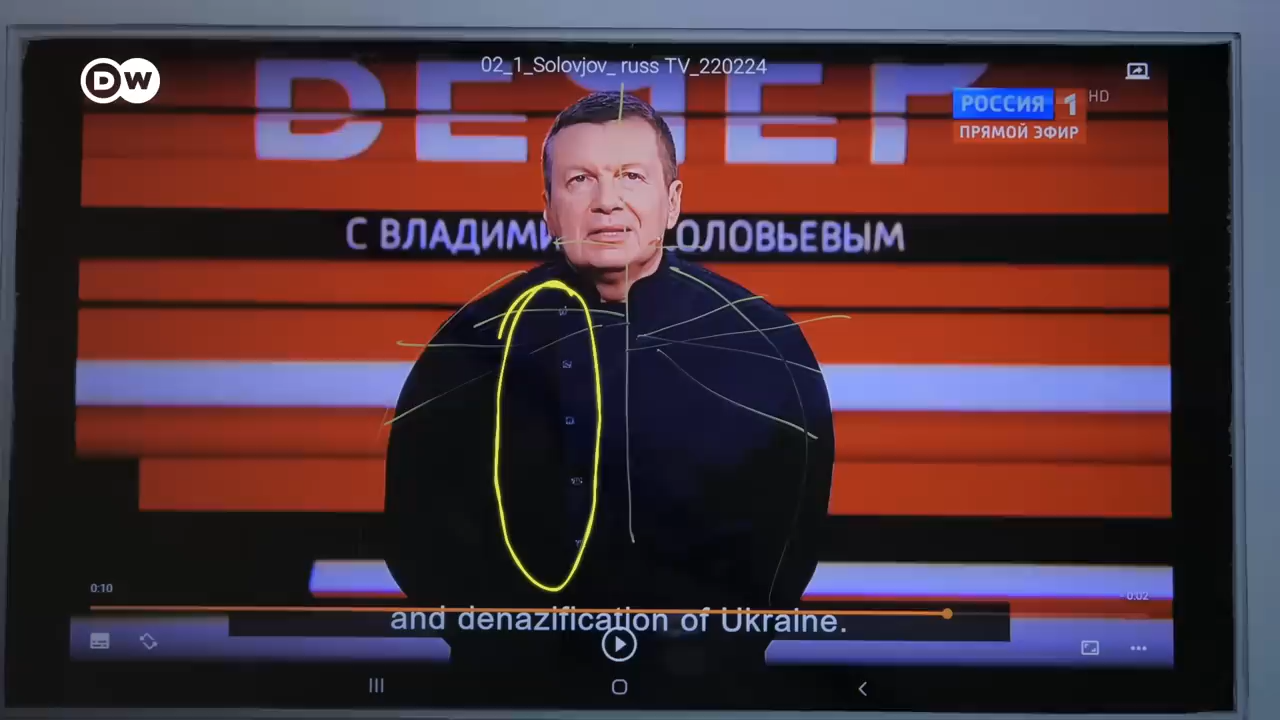 DW
02_1_Solovjov_ russ TV_220224
ВЕЧЕР
РОССИЯ 1 HD
ПРЯМОЙ ЭФИР
С ВЛАДИМИ ОЛОВЬЕВЫМ
0:10
- 0:02
and denazification of Ukraine.